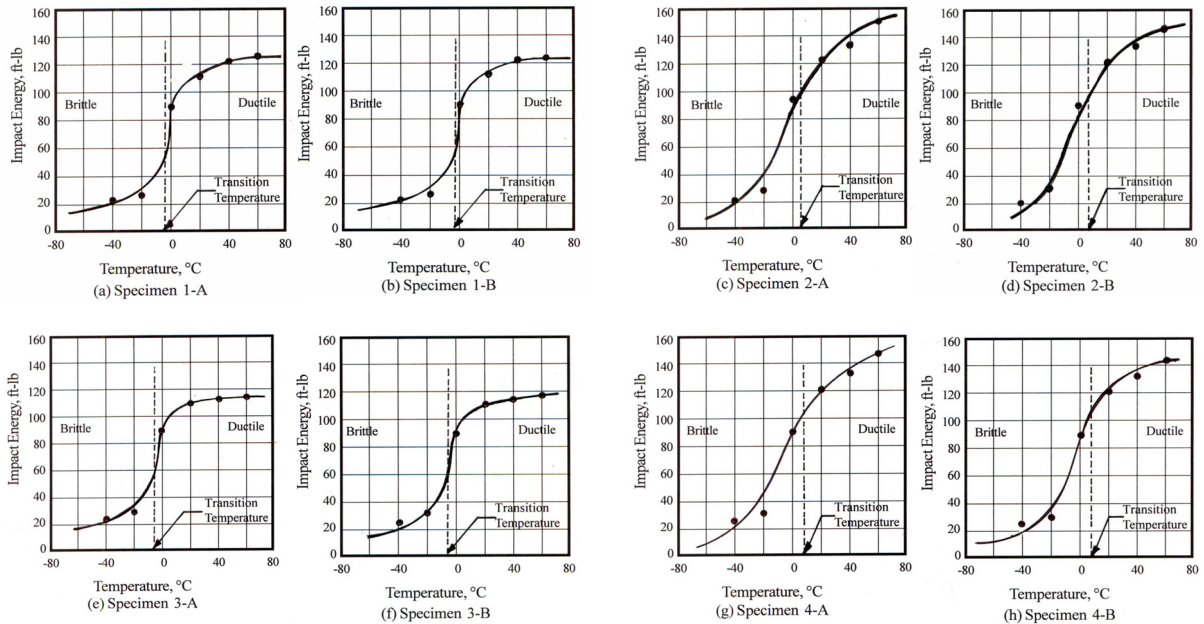 160
140
120
100
80
60
40
20
0
Impact Energy, ft-lb
Brittle
Ductile
Transition
Temperature
-80
-40
0
40
80
Temperature, °C
(a) Specimen 1-A
160
140
120
100
80
60
40
20
0
Impact Energy, ft-lb
Brittle
Ductile
Transition
Temperature
-80
-40
0
40
80
Temperature, °C
(b) Specimen 1-B
160
140
120
100
80
60
40
20
0
Impact Energy, ft-lb
Brittle
Ductile
Transition
Temperature
-80
-40
0
40
80
Temperature, °C
(c) Specimen 2-A
160
140
120
100
80
60
40
20
0
Impact Energy, ft-lb
Brittle
Ductile
Transition
Temperature
-80
-40
0
40
80
Temperature, °C
(d) Specimen 2-B
160
140
120
100
80
60
40
20
0
Impact Energy, ft-lb
Brittle
Ductile
Transition
Temperature
-80
-40
0
40
80
Temperature, °C
(e) Specimen 3-A
160
140
120
100
80
60
40
20
0
Impact Energy, ft-lb
Brittle
Ductile
Transition
Temperature
-80
-40
0
40
80
Temperature, °C
(f) Specimen 3-B
160
140
120
100
80
60
40
20
0
Impact Energy, ft-lb
Brittle
Ductile
Transition
Temperature
-80
-40
0
40
80
Temperature, °C
(g) Specimen 4-A
160
140
120
100
80
60
40
20
0
Impact Energy, ft-lb
Brittle
Ductile
Transition
Temperature
-80
-40
0
40
80
Temperature, °C
(h) Specimen 4-B